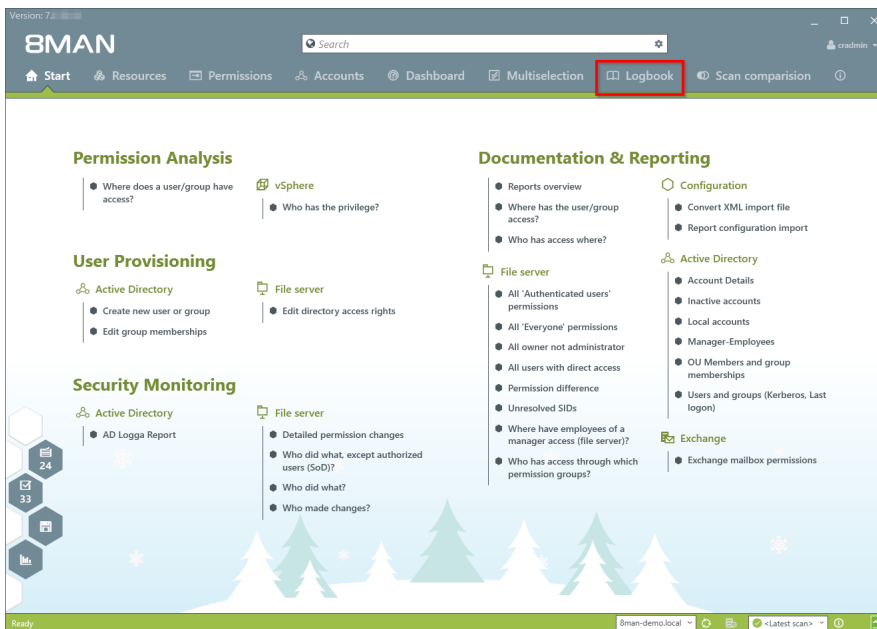 Version: 7.
8MAN
Search
cradmin
Start
Resources
Permissions
Accounts
Dashboard
Multiselection
Logbook
Scan comparision
Permission Analysis
Where does a user/group have
access?
vSphere
Who has the privilege?
User Provisioning
Active Directory
Create new user or group
Edit group memberships
File server
Edit directory access rights
Security Monitoring
Active Directory
AD Logga Report
File server
Detailed permission changes
Who did what, except authorized
users (SoD)?
Who did what?
Who made changes?
Documentation & Reporting
Reports overview
Where has the user/group
access?
Who has access where?
File server
All 'Authenticated users'
permissions
All 'Everyone' permissions
All owner not administrator
All users with direct access
Permission difference
Unresolved SIDs
Where have employees of a
manager access (file server)?
Who has access through which
permission groups?
Configuration
Convert XML import file
Report configuration import
Active Directory
Account Details
Inactive accounts
Local accounts
Manager-Employees
OU Members and group
memberships
Users and groups (Kerberos, Last
logon)
Exchange
Exchange mailbox permissions
24
33
Ready
8man-demo.local
<Latest scan>